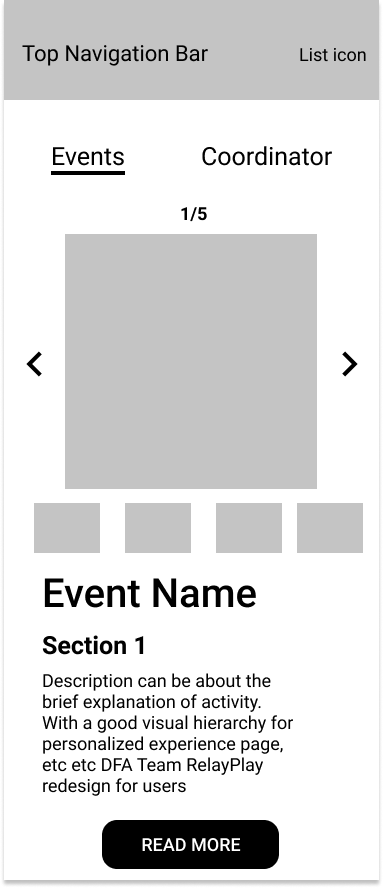 Top Navigation Bar
List icon
Events
Coordinator
1/5
Event Name
Section 1
Description can be about the
brief explanation of activity.
With a good visual hierarchy for
personalized experience page,
etc etc DFA Team RelayPlay
redesign for users
READ MORE